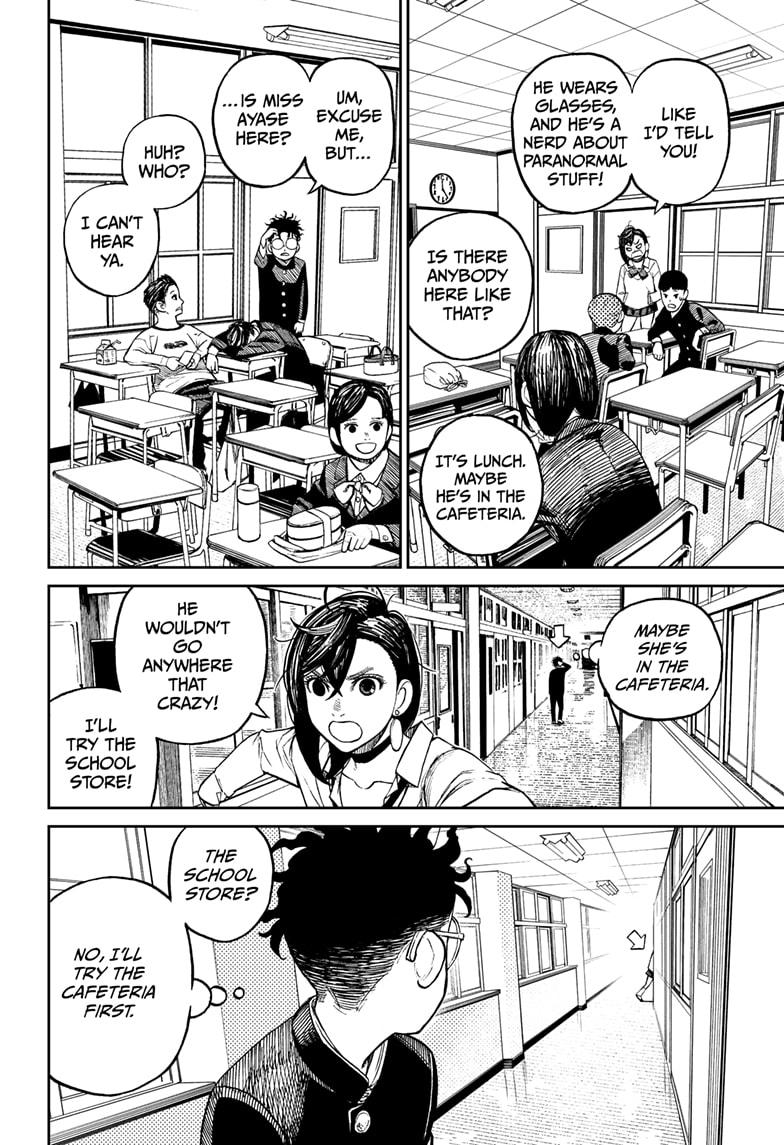 LIKE
I'D TELL
YOU!
HE WEARS
GLASSES,
AND HE'S A
NERD ABOUT
PARANORMAL
STUFF!
IS THERE
ANYBODY
HERE LIKE
THAT?
IT'S LUNCH.
MAYBE
HE'S IN THE
CAFETERIA.
UM,
EXCUSE
ME,
BUT...
...IS MISS
AYASE
HERE?
HUH?
WHO?
I CAN'T
HEAR
YA.
MAYBE
SHE'S
IN THE
CAFETERIA.
HE
WOULDN'T
GO
ANYWHERE
THAT
CRAZY!
I'LL
TRY THE
SCHOOL
STORE!
THE
SCHOOL
STORE?
NO, I'LL
TRY THE
CAFETERIA
FIRST.